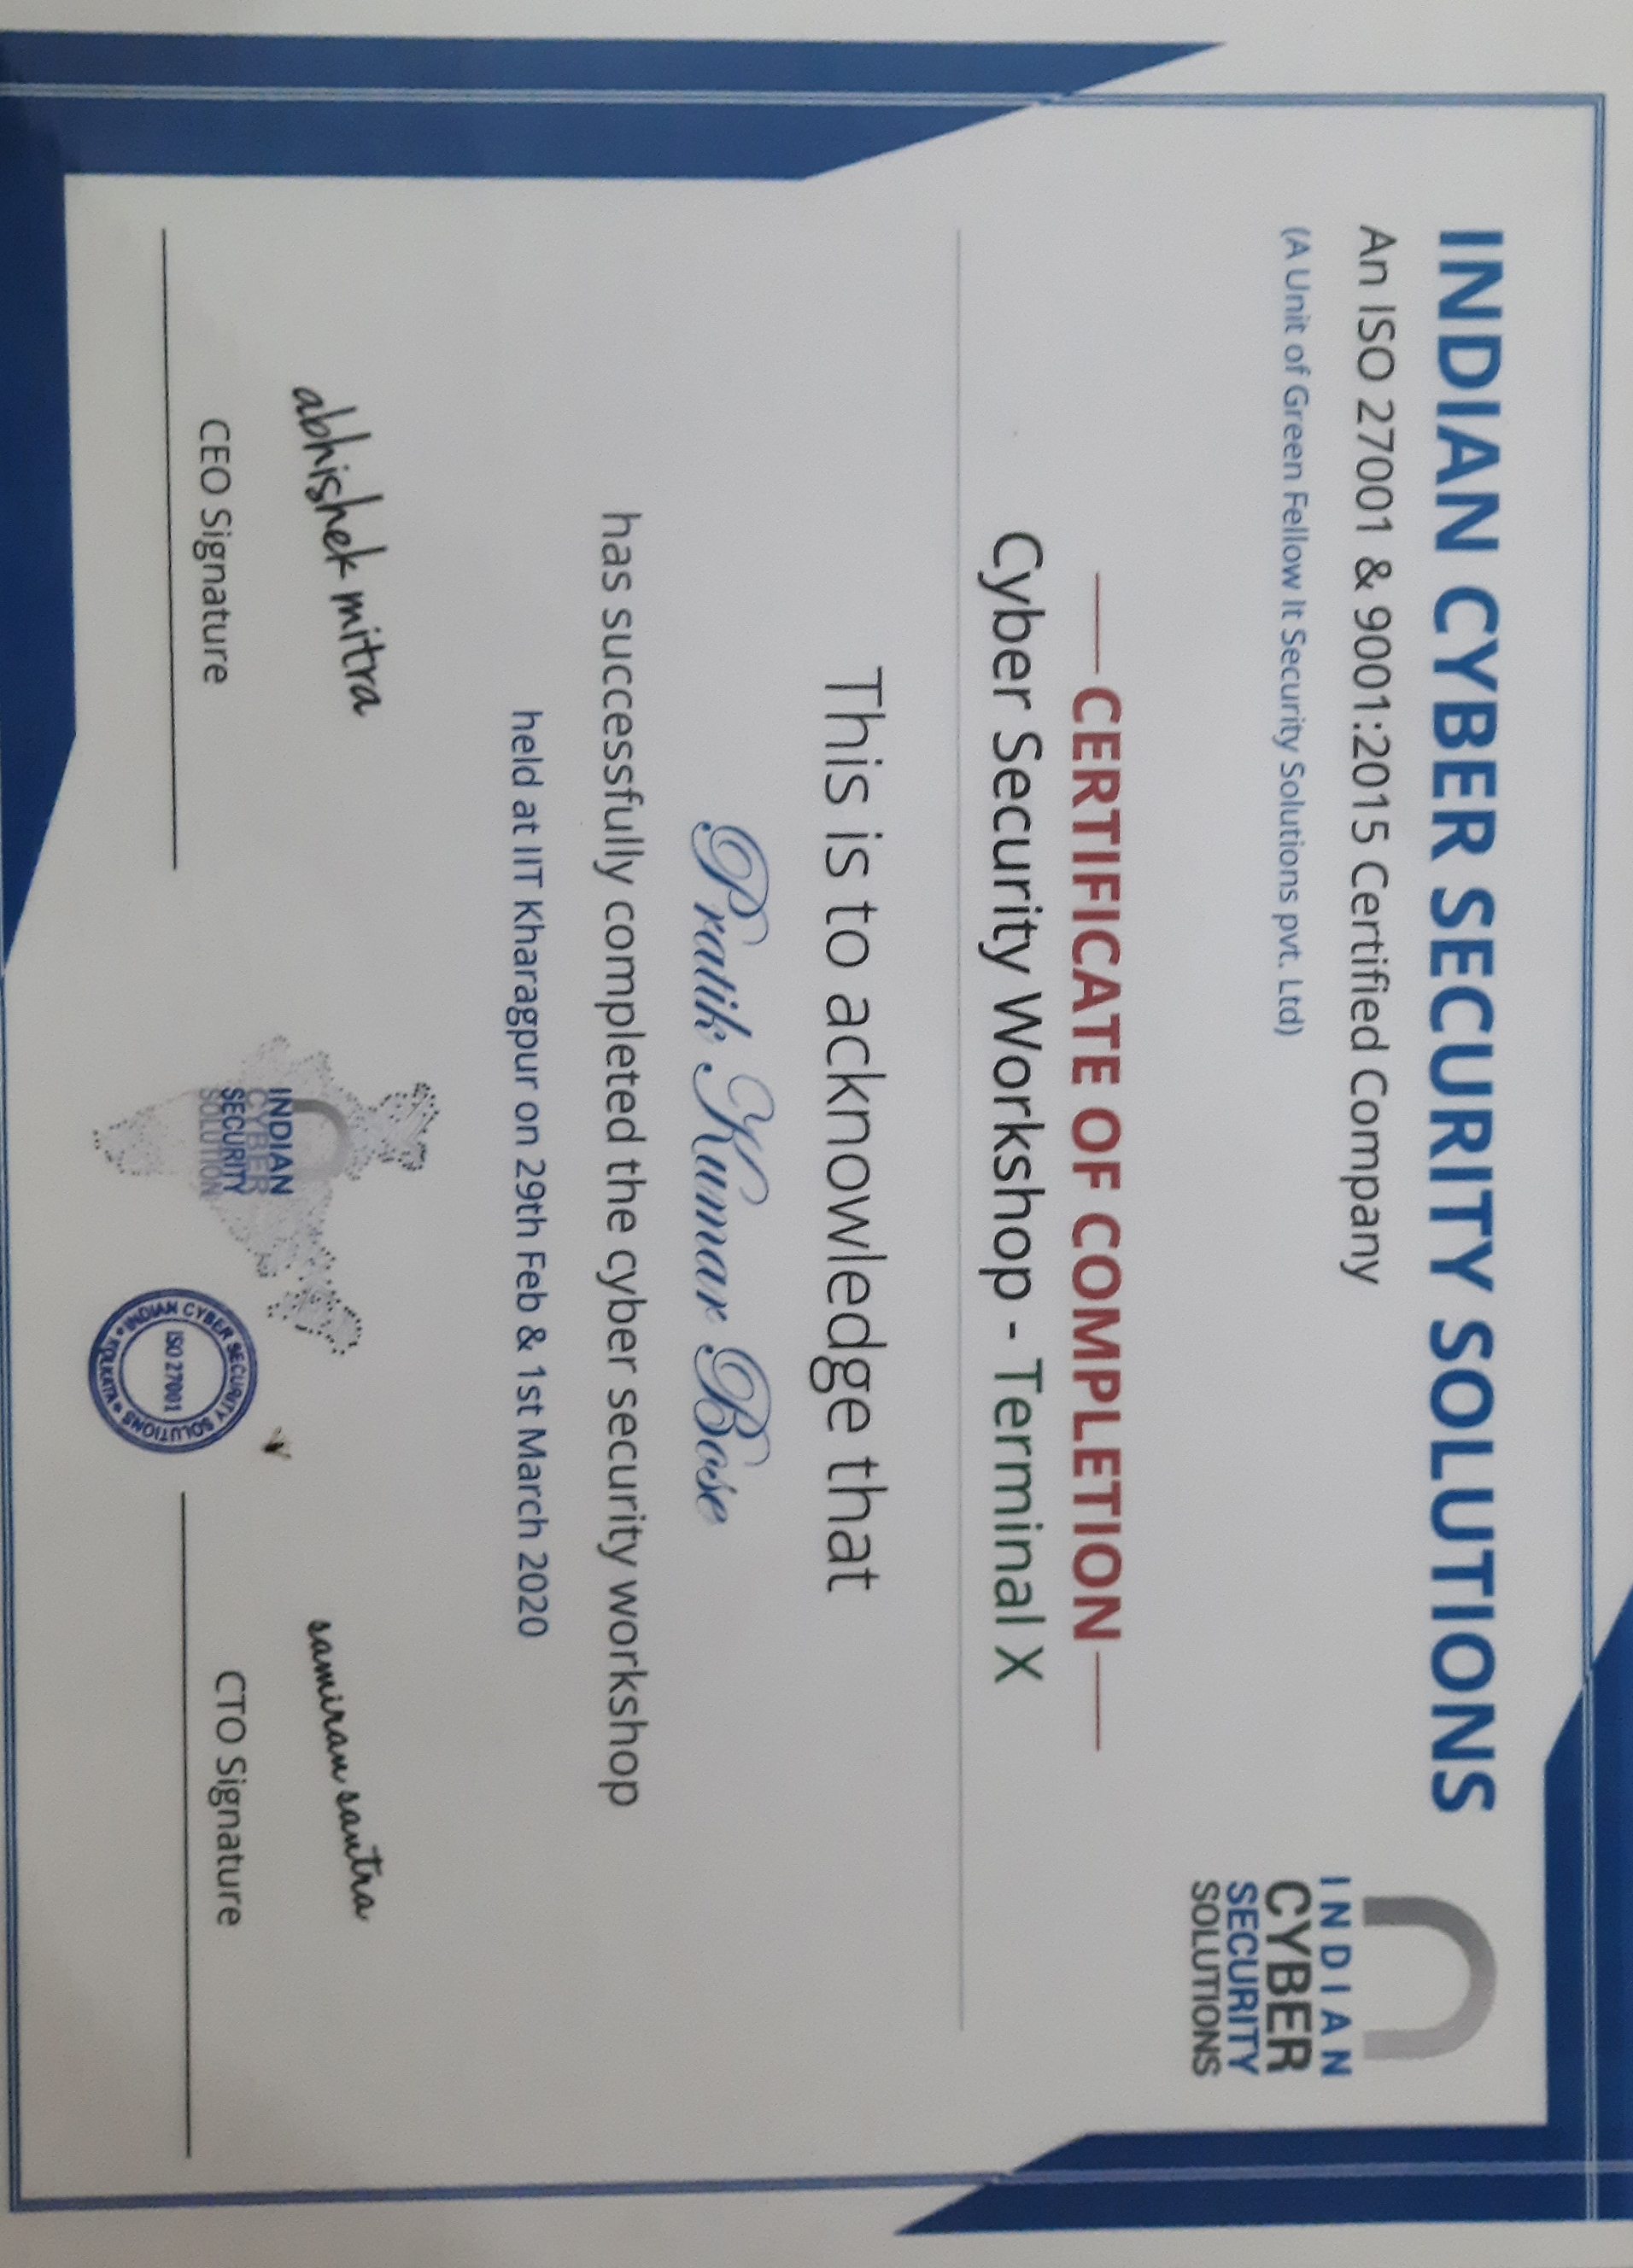 INDIAN CYBER SECURITY SOLUTIONS
An ISO 27001 & 9001:2015 Certified Company
(A Unit of Green Fellow It Security Solutions pvt. Ltd)
INDIAN
CYBER
SECURITY
SOLUTIONS
CERTIFICATE OF COMPLETION
Cyber Security Workshop - Terminal X
This is to acknowledge that
Pratik Kumar Bose
has successfully completed the cyber security workshop
held at IIT Kharagpur on 29th Feb & 1st March 2020
abhishek mitra
CEO Signature
INDIAN
CYBER
SECURITY
SOLUTION
INDIAN CYBER SECURITY SOLUTIONS
ISO 27001
KOLKATA
samiran santra
CTO Signature